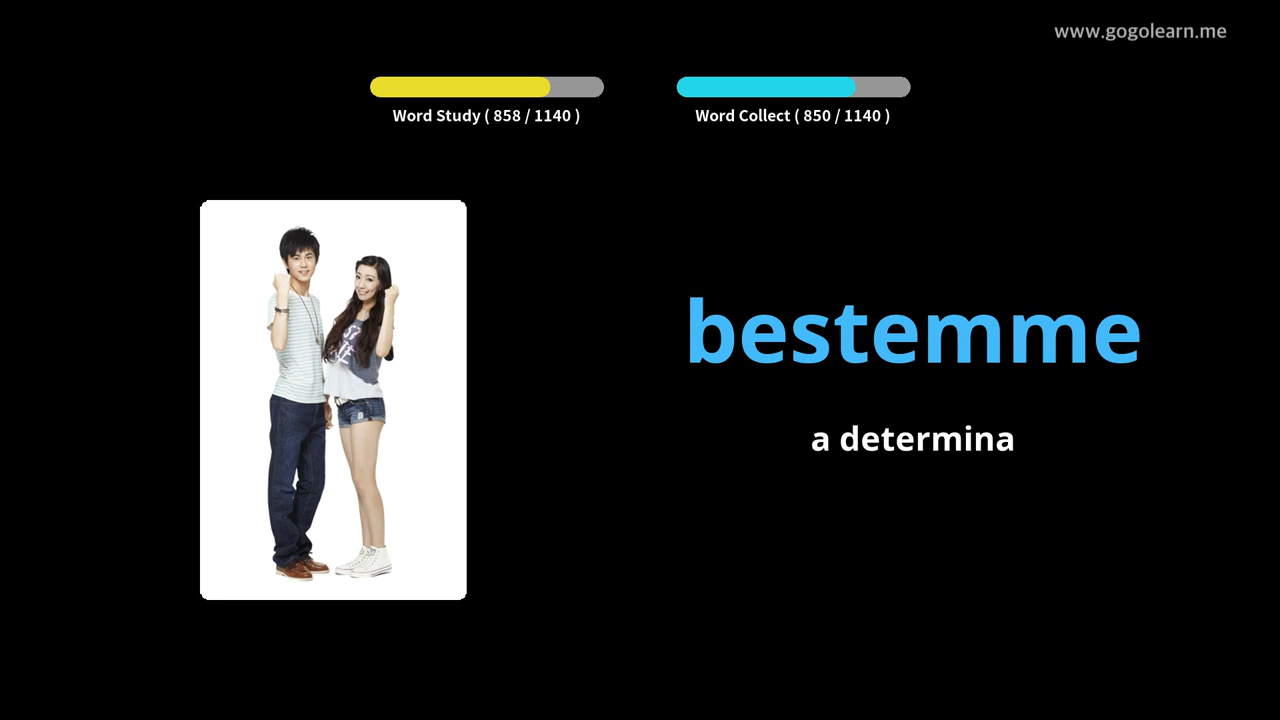 www.gogolearn.me
Word Study ( 858 / 1140 )
Word Collect ( 850 / 1140 )
bestemme
a determina